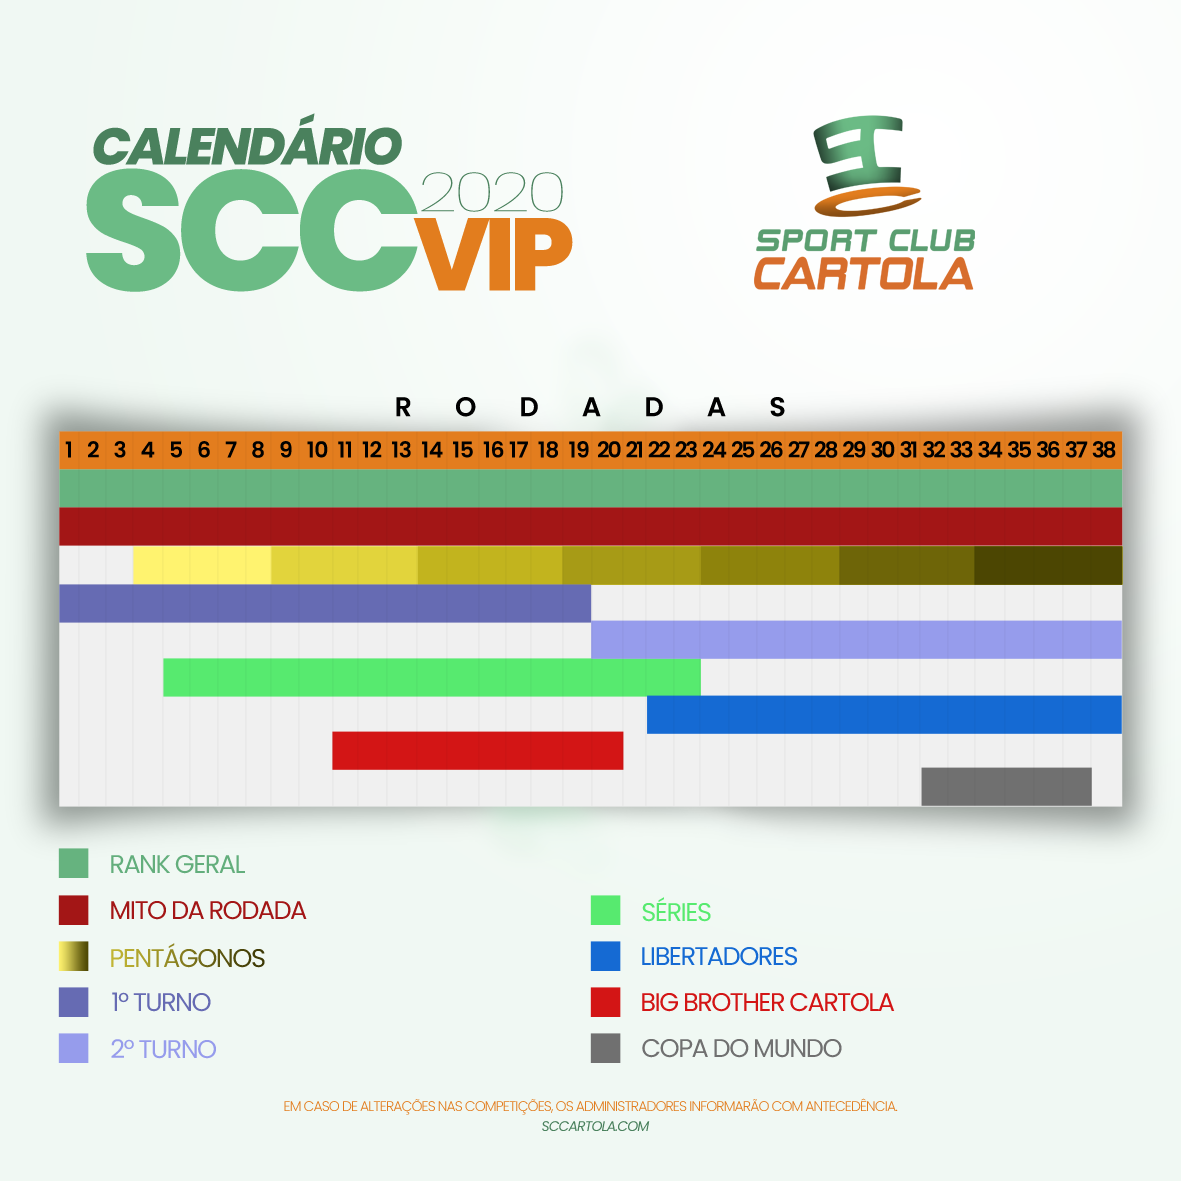 CALENDÁRIO
SCC 2020
VIP
SPORT CLUB
CARTOLA
RODADAS
1 2 3 4 5 6 7 8 9 10 11 12 13 14 15 16 17 18 19 20 21 22 23 24 25 26 27 28 29 30 31 32 33 34 35 36 37 38
RANK GERAL
MITO DA RODADA
PENTÁGONOS
1º TURNO
2º TURNO
SÉRIES
LIBERTADORES
BIG BROTHER CARTOLA
COPA DO MUNDO
EM CASO DE ALTERAÇÕES NAS COMPETIÇÕES, OS ADMINISTRADORES INFORMARÃO COM ANTECEDÊNCIA.
SCCARTOLA.COM